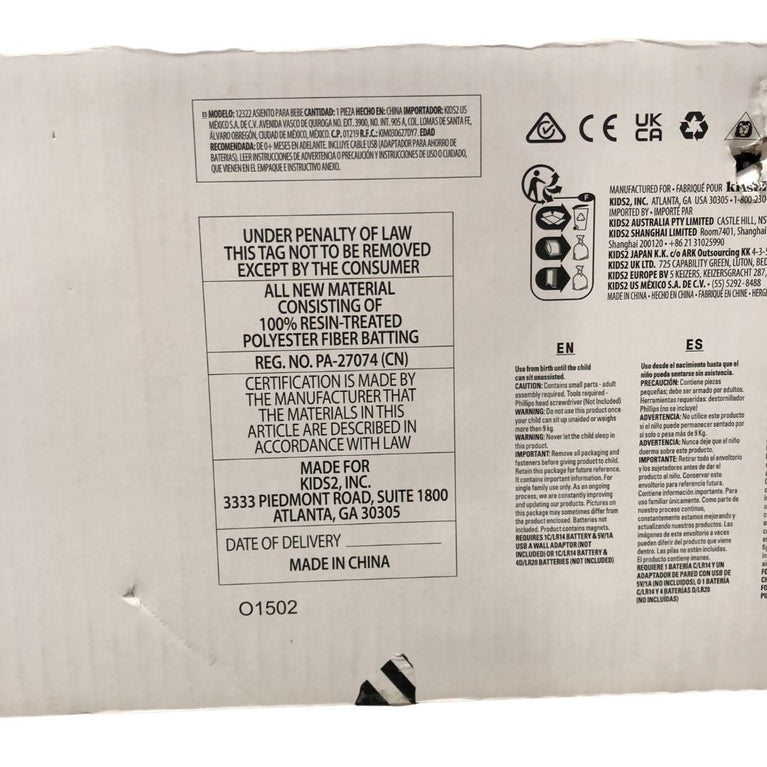 ES MODELO: 12322 ASIENTO PARA BEBE CANTIDAD: 1 PIEZA HECHO EN: CHINA IMPORTADOR: KIDS2 US
MÉXICO S.A. DE C.V. AVENIDA VASCO DE QUIROGA NO. EXT. 3900, NO. INT. 905 A, COL. LOMAS DE SANTA FE,
ÁLVARO OBREGÓN, CIUDAD DE MÉXICO, MÉXICO. C.P. 01219 R.F.C.: KIM030627DY7. EDAD
RECOMENDADA: DE 0+ MESES EN ADELANTE. INCLUYE CABLE USB (ADAPTADOR PARA AHORRO DE
BATERIAS). LEER INSTRUCCIONES DE ADVERTENCIA O PRECAUCIÓN Y INSTRUCCIONES DE USO O CUIDADO,
QUE VIENEN EN EL EMPAQUE E INSTRUCTIVO ANEXO.
UNDER PENALTY OF LAW
THIS TAG NOT TO BE REMOVED
EXCEPT BY THE CONSUMER
ALL NEW MATERIAL
CONSISTING OF
100% RESIN-TREATED
POLYESTER FIBER BATTING
REG. NO. PA-27074 (CN)
CERTIFICATION IS MADE BY
THE MANUFACTURER THAT
THE MATERIALS IN THIS
ARTICLE ARE DESCRIBED IN
ACCORDANCE WITH LAW
MADE FOR
KIDS2, INC.
3333 PIEDMONT ROAD, SUITE 1800
ATLANTA, GA 30305
DATE OF DELIVERY
MADE IN CHINA
O1502
CE UK
CA
F
MANUFACTURED FOR • FABRIQUÉ POUR kids2
KIDS2, INC. ATLANTA, GA USA 30305 • 1-800-230-
IMPORTED BY • IMPORTÉ PAR
KIDS2 AUSTRALIA PTY LIMITED CASTLE HILL, NS
KIDS2 SHANGHAI LIMITED Room7401, Shanghai
Shanghai 200120 • +86 21 31025990
KIDS2 JAPAN K.K. c/o ARK Outsourcing KK 4-3-
KIDS2 UK LTD. 725 CAPABILITY GREEN, LUTON, BED
KIDS2 EUROPE BV 5 KEIZERS, KEIZERSGRACHT 287,
KIDS2 US MÉXICO S.A. DE C.V. • (55) 5292-8488
MADE IN CHINA • HECHO EN CHINA • FABRIQUÉ EN CHINE • HERG
EN
Use from birth until the child
can sit unassisted.
CAUTION: Contains small parts - adult
assembly required. Tools required -
Phillips head screwdriver (Not Included)
WARNING: Do not use this product once
your child can sit up unaided or weighs
more than 9 kg.
WARNING: Never let the child sleep in
this product.
IMPORTANT: Remove all packaging and
fasteners before giving product to child.
Retain this package for future reference.
It contains important information. For
single family use only. As an ongoing
process, we are constantly improving
and updating our products. Pictures on
this package may sometimes differ from
the product enclosed. Batteries not
included. Product contains magnets.
REQUIRES 1C/LR14 BATTERY & 5V/1A
USB A WALL ADAPTOR (NOT
INCLUDED) OR 1C/LR14 BATTERY &
4D/LR20 BATTERIES (NOT INCLUDED)
ES
Uso desde el nacimiento hasta que el
niño pueda sentarse sin asistencia.
PRECAUCIÓN: Contiene piezas
pequeñas; debe ser armado por adultos.
Herramientas requeridas: destornillador
Phillips (no se incluye)
ADVERTENCIA: No utilice este producto
si el niño puede permanecer sentado por
sí solo o pesa más de 9 Kg.
ADVERTENCIA: Nunca deje que el niño
duerma sobre este producto.
IMPORTANTE: Retirar todo el envoltorio
y los sujetadores antes de dar el
producto al niño. Conservar este
envoltorio para referencia futura.
Contiene información importante. Para
uso familiar únicamente. Como parte de
nuestro proceso continuo,
constantemente estamos mejorando y
actualizando nuestros productos. Las
imágenes de este envoltorio a veces
pueden diferir del producto que viene
dentro. Las pilas no están incluidas.
El producto contiene imanes.
REQUIERE 1 BATERÍA C/LR14 Y UN
ADAPTADOR DE PARED CON USB DE
5V/1A (NO INCLUIDOS), O 1 BATERÍA
C/LR14 Y 4 BATERÍAS D/LR20
(NO INCLUIDAS)